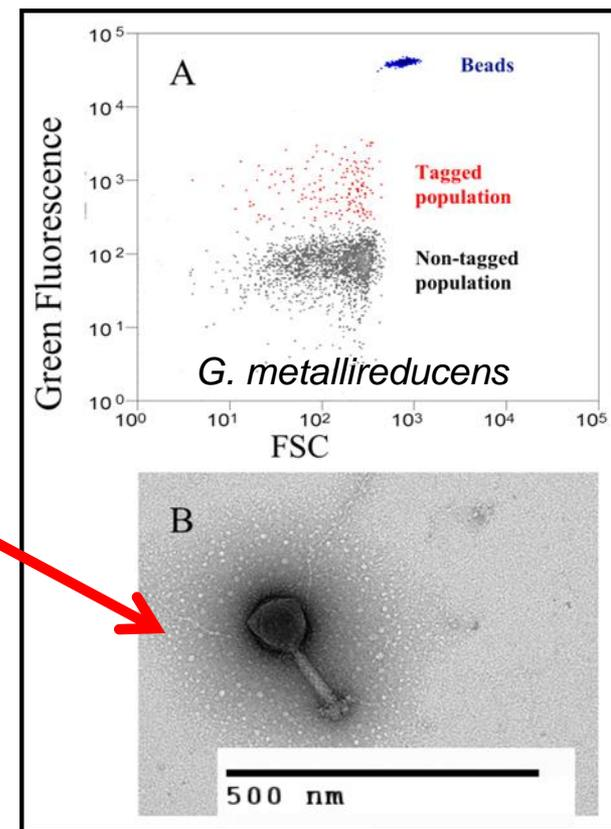 A
Beads
Tagged
population
Non-tagged
population
G. metallireducens
Green Fluorescence
10^5
10^4
10^3
10^2
10^1
10^0
10^0 10^1 10^2 10^3 10^4 10^5
FSC
B
500 nm